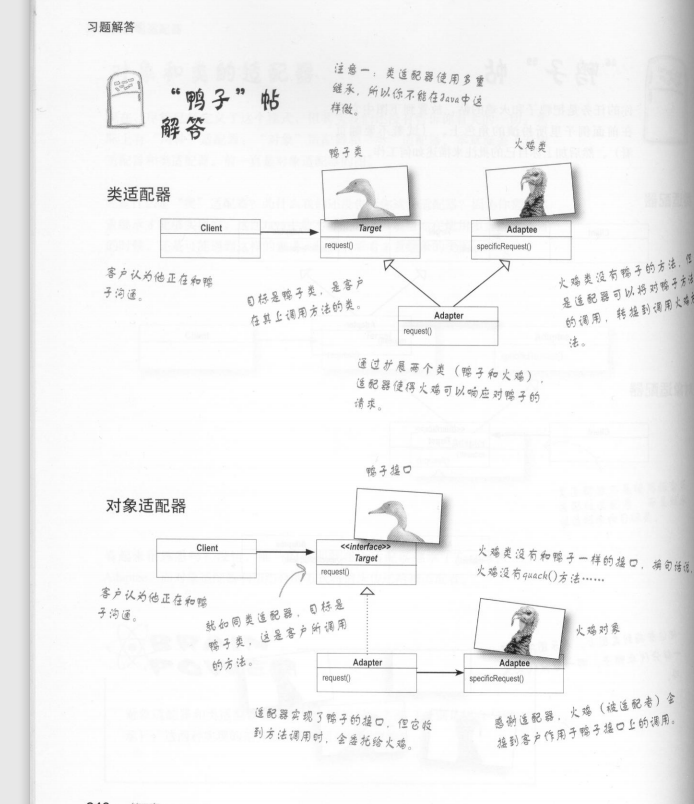 习题解答
“鸭子”帖
解答
注意一：类适配器使用多重
继承，所以你不能在Java中这
样做。
鸭子类
火鸡类
类适配器
Client
Target
request()
Adaptee
specificRequest()
客户认为他正在和鸭
子沟通。
目标是鸭子类，是客户
在其上调用方法的类。
火鸡类没有鸭子的方法，但
是适配器可以将对鸭子方法
的调用，转接到调用火鸡
法。
Adapter
request()
通过扩展两个类（鸭子和火鸡），
适配器使得火鸡可以响应对鸭子的
请求。
鸭子接口
对象适配器
Client
<<interface>>
Target
request()
火鸡类没有和鸭子一样的接口，换句话说，
火鸡没有quack()方法……
客户认为他正在和鸭
子沟通。
就如同类适配器，目标是
鸭子类，这是客户所调用
的方法。
火鸡对象
Adapter
request()
Adaptee
specificRequest()
适配器实现了鸭子的接口，但它收
到方法调用时，会委托给火鸡。
感谢适配器，火鸡（被适配者）会
接到客户作用于鸭子接口上的调用。